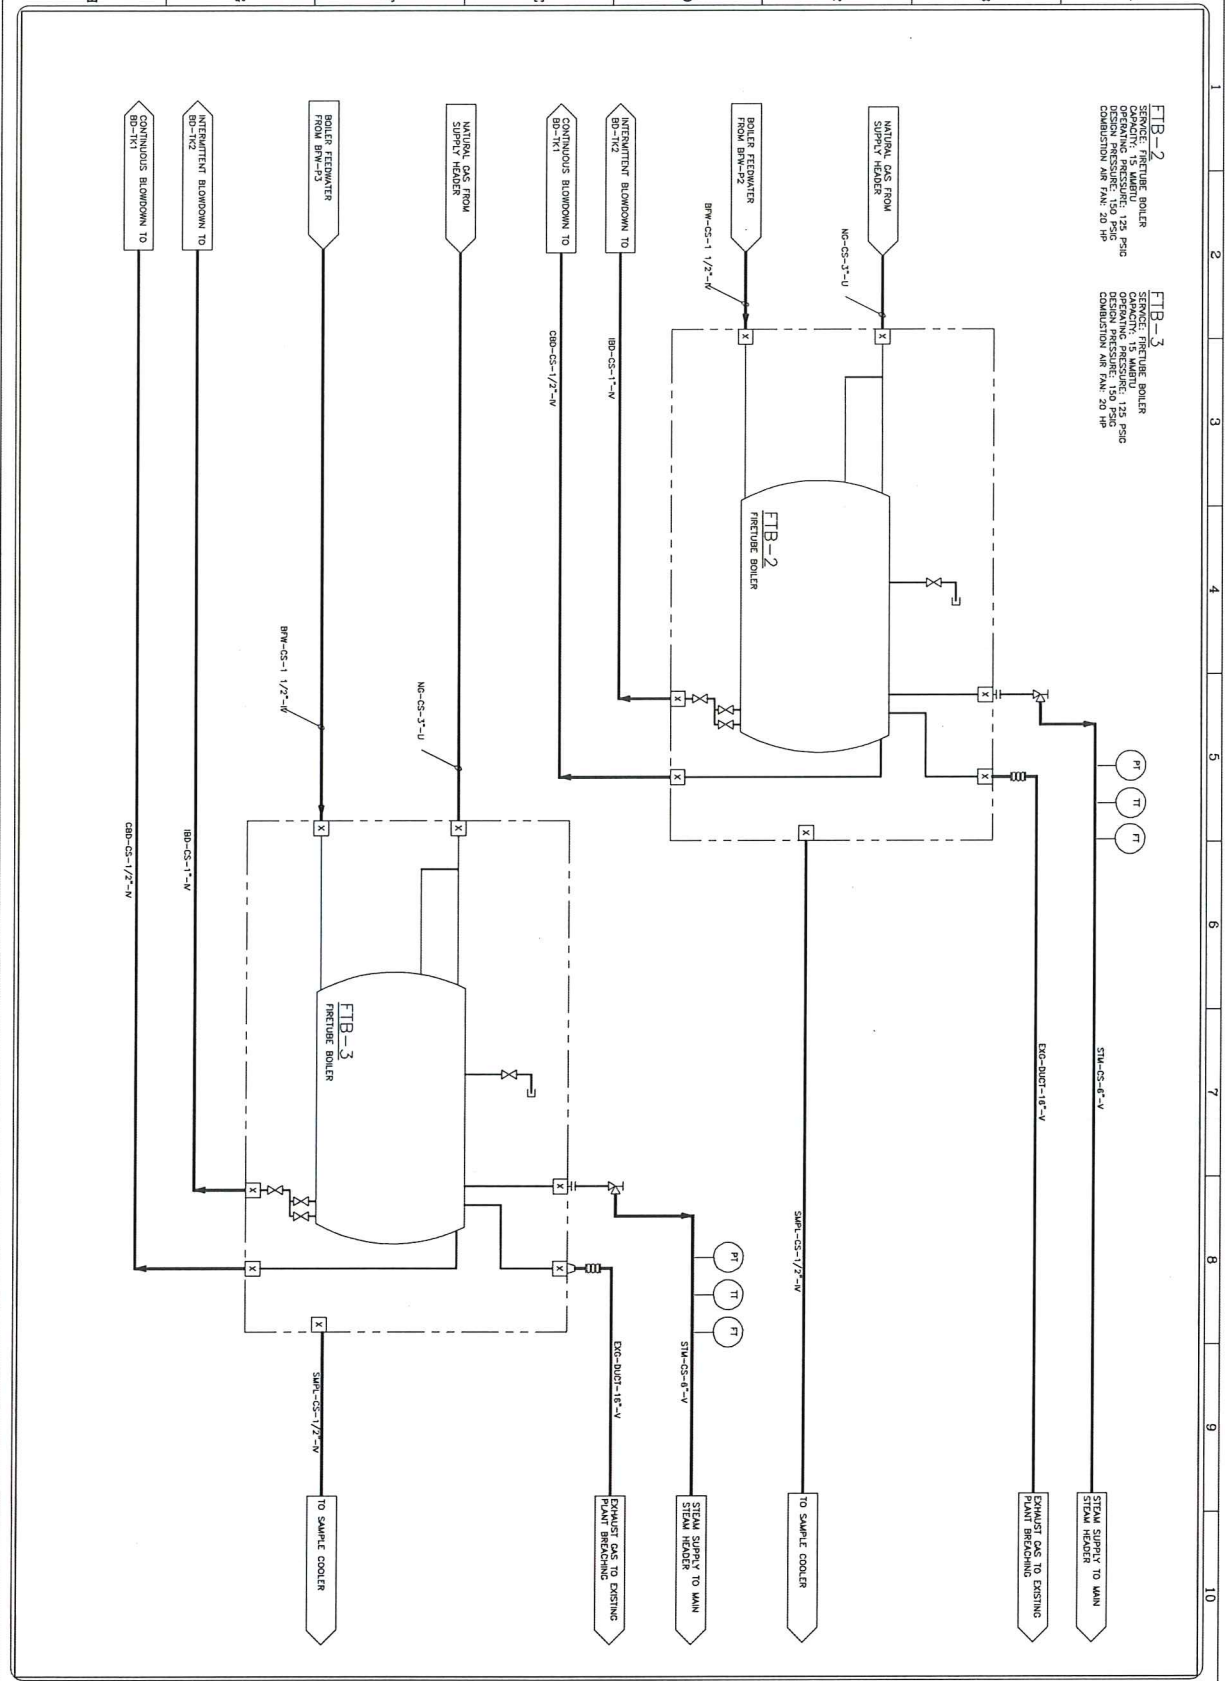 1
2
3
4
5
6
7
8
9
10
FTB-2
SERVICE: FIRETUBE BOILER
CAPACITY: 15 MMBTU
OPERATING PRESSURE: 125 PSIG
DESIGN PRESSURE: 150 PSIG
COMBUSTION AIR FAN: 20 HP
FTB-3
SERVICE: FIRETUBE BOILER
CAPACITY: 15 MMBTU
OPERATING PRESSURE: 125 PSIG
DESIGN PRESSURE: 150 PSIG
COMBUSTION AIR FAN: 20 HP
PT
TT
FT
STM-CS-6"-V
STEAM SUPPLY TO MAIN
STEAM HEADER
EXG-DUCT-16"-V
EXHAUST GAS TO EXISTING
PLANT BREACHING
NATURAL GAS FROM
SUPPLY HEADER
NG-CS-3"-U
X
X
X
X
FTB-2
FIRETUBE BOILER
X
SMPL-CS-1/2"-IV
TO SAMPLE COOLER
BOILER FEEDWATER
FROM BFW-P2
BFW-CS-1 1/2"-IV
X
X
INTERMITTENT BLOWDOWN TO
BD-TK2
IBD-CS-1"-IV
CONTINUOUS BLOWDOWN TO
BD-TK1
CBD-CS-1/2"-IV
PT
TT
FT
STM-CS-6"-V
STEAM SUPPLY TO MAIN
STEAM HEADER
EXG-DUCT-16"-V
EXHAUST GAS TO EXISTING
PLANT BREACHING
NATURAL GAS FROM
SUPPLY HEADER
NG-CS-3"-U
X
X
X
X
FTB-3
FIRETUBE BOILER
X
SMPL-CS-1/2"-IV
TO SAMPLE COOLER
BOILER FEEDWATER
FROM BFW-P3
BFW-CS-1 1/2"-IV
X
X
INTERMITTENT BLOWDOWN TO
BD-TK2
IBD-CS-1"-IV
CONTINUOUS BLOWDOWN TO
BD-TK1
CBD-CS-1/2"-IV